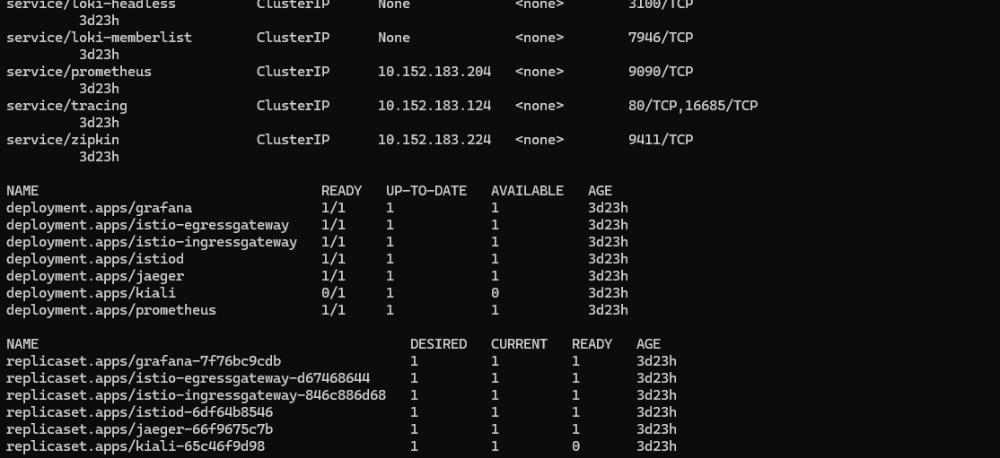 service/loki-headless          ClusterIP      None             <none>        3100/TCP
         3d23h
service/loki-memberlist        ClusterIP      None             <none>        7946/TCP
         3d23h
service/prometheus             ClusterIP      10.152.183.204   <none>        9090/TCP
         3d23h
service/tracing                ClusterIP      10.152.183.124   <none>        80/TCP,16685/TCP
         3d23h
service/zipkin                 ClusterIP      10.152.183.224   <none>        9411/TCP
         3d23h

NAME                                   READY   UP-TO-DATE   AVAILABLE   AGE
deployment.apps/grafana                1/1     1            1           3d23h
deployment.apps/istio-egressgateway    1/1     1            1           3d23h
deployment.apps/istio-ingressgateway   1/1     1            1           3d23h
deployment.apps/istiod                 1/1     1            1           3d23h
deployment.apps/jaeger                 1/1     1            1           3d23h
deployment.apps/kiali                  0/1     1            0           3d23h
deployment.apps/prometheus             1/1     1            1           3d23h

NAME                                              DESIRED   CURRENT   READY   AGE
replicaset.apps/grafana-7f76bc9cdb                1         1         1       3d23h
replicaset.apps/istio-egressgateway-d67468644     1         1         1       3d23h
replicaset.apps/istio-ingressgateway-846c886d68   1         1         1       3d23h
replicaset.apps/istiod-6df64b8546                 1         1         1       3d23h
replicaset.apps/jaeger-66f9675c7b                 1         1         1       3d23h
replicaset.apps/kiali-65c46f9d98                  1         1         0       3d23h